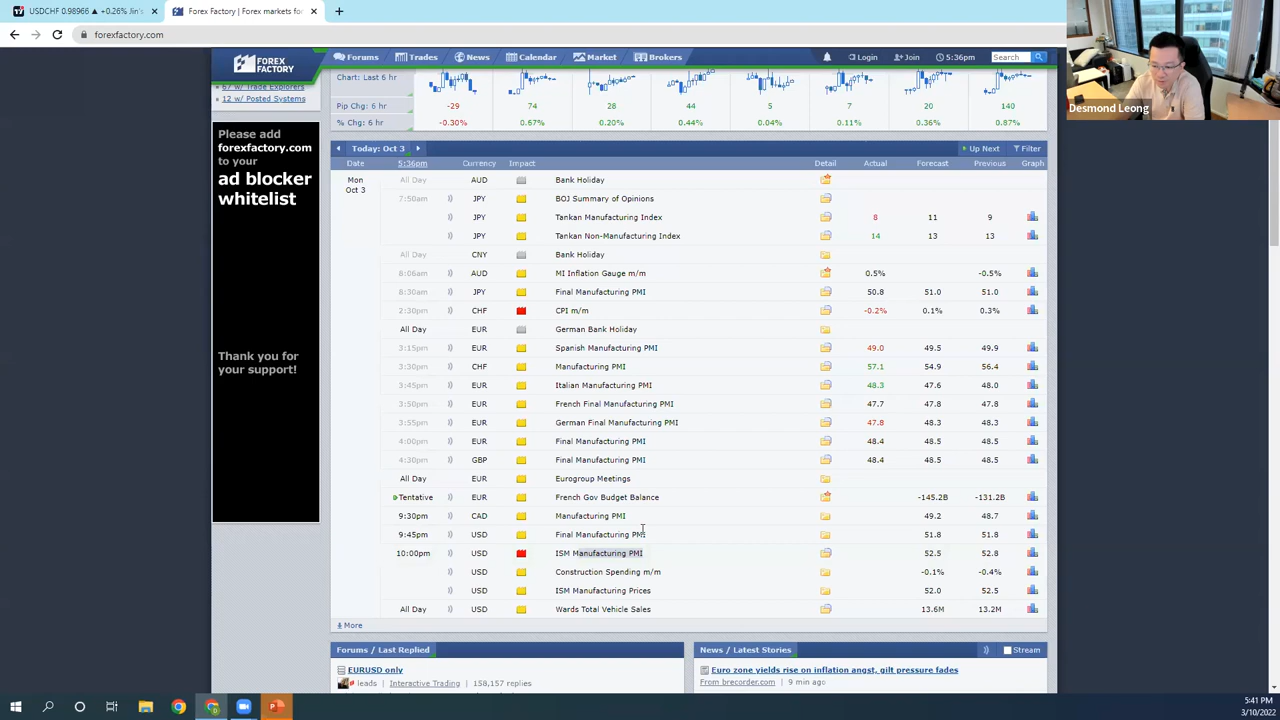 USDCHF 0.98966 ▲ +0.26% Jin's
Forex Factory | Forex markets fo
forexfactory.com
FOREX FACTORY
Forums Trades News Calendar Market Brokers Login Join 5:36pm Search
67 w/ Trade Explorers
12 w/ Posted Systems
Please add
forexfactory.com
to your
ad blocker
whitelist
Thank you for
your support!
Chart: Last 6 hr
Pip Chg: 6 hr -29 74 28 44 5 7 20 140
% Chg: 6 hr -0.30% 0.67% 0.20% 0.44% 0.04% 0.11% 0.36% 0.87%
Today: Oct 3 Up Next Filter
Date 5:36pm Currency Impact Detail Actual Forecast Previous Graph
Mon Oct 3 All Day AUD Bank Holiday
7:50am JPY BOJ Summary of Opinions
JPY Tankan Manufacturing Index 8 11 9
JPY Tankan Non-Manufacturing Index 14 13 13
All Day CNY Bank Holiday
8:06am AUD MI Inflation Gauge m/m 0.5% -0.5%
8:30am JPY Final Manufacturing PMI 50.8 51.0 51.0
2:30pm CHF CPI m/m -0.2% 0.1% 0.3%
All Day EUR German Bank Holiday
3:15pm EUR Spanish Manufacturing PMI 49.0 49.5 49.9
3:30pm CHF Manufacturing PMI 57.1 54.9 56.4
3:45pm EUR Italian Manufacturing PMI 48.3 47.6 48.0
3:50pm EUR French Final Manufacturing PMI 47.7 47.8 47.8
3:55pm EUR German Final Manufacturing PMI 47.8 48.3 48.3
4:00pm EUR Final Manufacturing PMI 48.4 48.5 48.5
4:30pm GBP Final Manufacturing PMI 48.4 48.5 48.5
All Day EUR Eurogroup Meetings
Tentative EUR French Gov Budget Balance -145.2B -131.2B
9:30pm CAD Manufacturing PMI 49.2 48.7
9:45pm USD Final Manufacturing PMI 51.8 51.8
10:00pm USD ISM Manufacturing PMI 52.5 52.8
USD Construction Spending m/m -0.1% -0.4%
USD ISM Manufacturing Prices 52.0 52.5
All Day USD Wards Total Vehicle Sales 13.6M 13.2M
More
Forums / Last Replied
EURUSD only
leads Interactive Trading 158,157 replies
News / Latest Stories Stream
Euro zone yields rise on inflation angst, gilt pressure fades
From brecorder.com 9 min ago
Desmond Leong
5:41 PM
3/10/2022